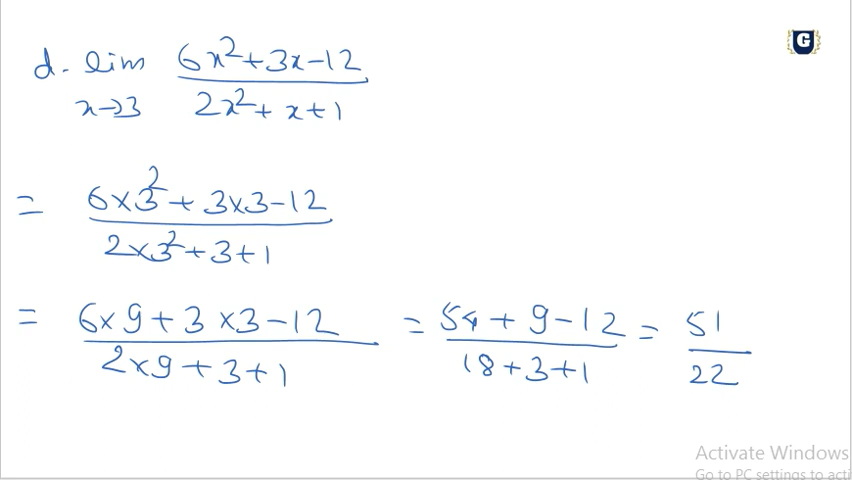 d. lim 6x²+3x-12
x→3 2x²+x+1
= 6×3²+3×3-12
2×3²+3+1
= 6×9+3×3-12 = 54+9-12 = 51
2×9+3+1 18+3+1 22
G
Activate Windows
Go to PC settings to acti